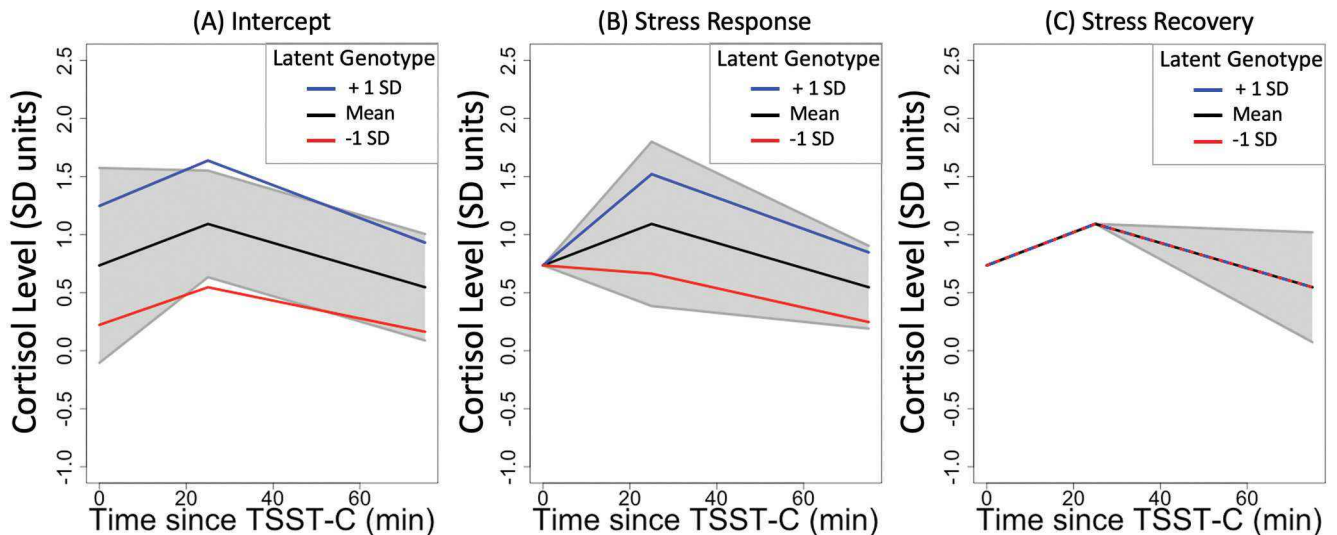 (A) Intercept
Cortisol Level (SD units)
2.5
2.0
1.5
1.0
0.5
0.0
-0.5
-1.0
Latent Genotype
+ 1 SD
Mean
-1 SD
0 20 40 60
Time since TSST-C (min)
(B) Stress Response
Cortisol Level (SD units)
2.5
2.0
1.5
1.0
0.5
0.0
-0.5
-1.0
Latent Genotype
+ 1 SD
Mean
-1 SD
0 20 40 60
Time since TSST-C (min)
(C) Stress Recovery
Cortisol Level (SD units)
2.5
2.0
1.5
1.0
0.5
0.0
-0.5
-1.0
Latent Genotype
+ 1 SD
Mean
-1 SD
0 20 40 60
Time since TSST-C (min)